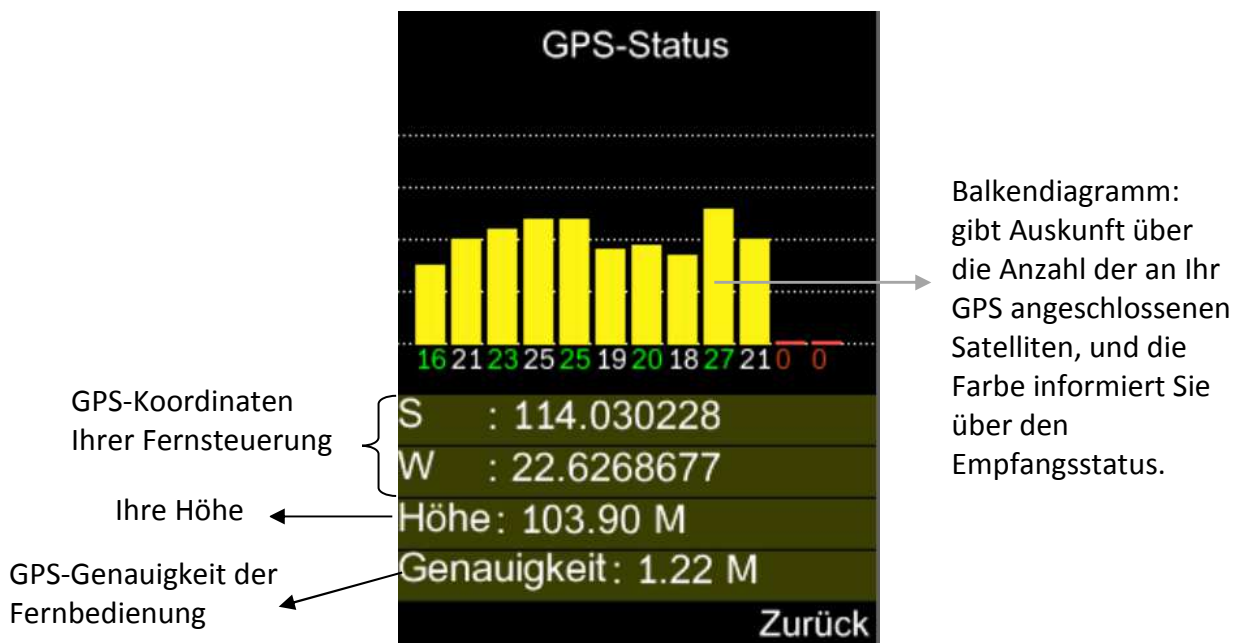 GPS-Status
16 21 23 25 25 19 20 18 27 21 0 0
Balkendiagramm:
gibt Auskunft über
die Anzahl der an Ihr
GPS angeschlossenen
Satelliten, und die
Farbe informiert Sie
über den
Empfangsstatus.
GPS-Koordinaten
Ihrer Fernsteuerung
S : 114.030228
W : 22.6268677
Ihre Höhe
Höhe: 103.90 M
GPS-Genauigkeit der
Fernbedienung
Genauigkeit: 1.22 M
Zurück